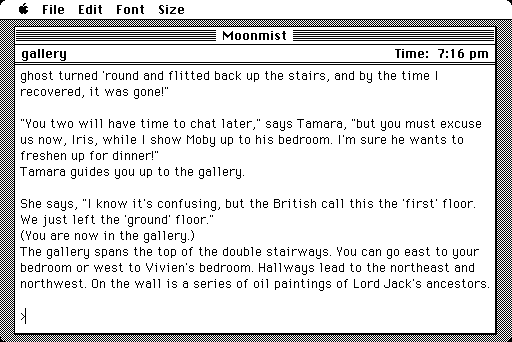 File Edit Font Size
Moonmist
gallery Time: 7:16 pm
ghost turned 'round and flitted back up the stairs, and by the time I
recovered, it was gone!"
"You two will have time to chat later," says Tamara, "but you must excuse
us now, Iris, while I show Moby up to his bedroom. I'm sure he wants to
freshen up for dinner!"
Tamara guides you up to the gallery.
She says, "I know it's confusing, but the British call this the 'first' floor.
We just left the 'ground' floor."
(You are now in the gallery.)
The gallery spans the top of the double stairways. You can go east to your
bedroom or west to Vivien's bedroom. Hallways lead to the northeast and
northwest. On the wall is a series of oil paintings of Lord Jack's ancestors.
>